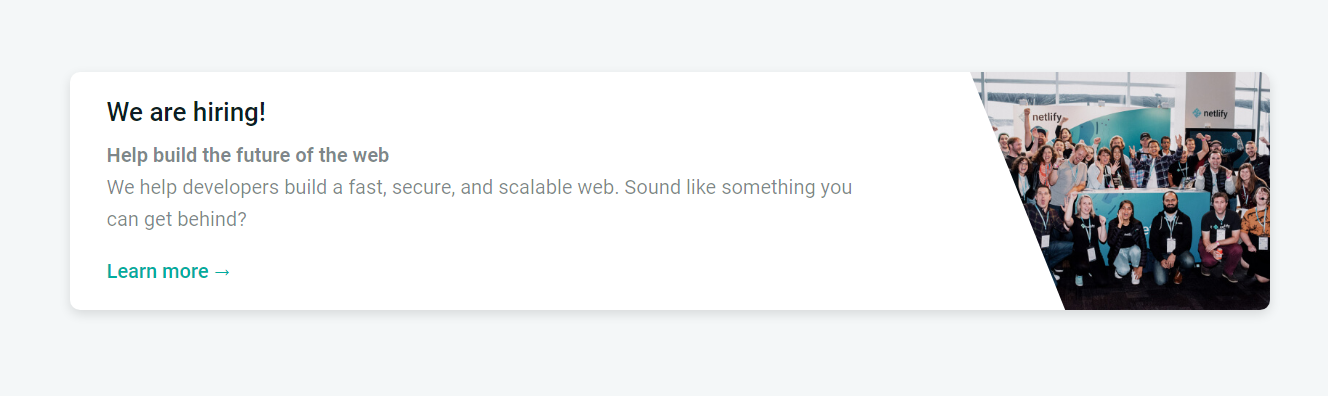 We are hiring!
netlify
netlify
Help build the future of the web
We help developers build a fast, secure, and scalable web. Sound like something you
can get behind?
Learn more →